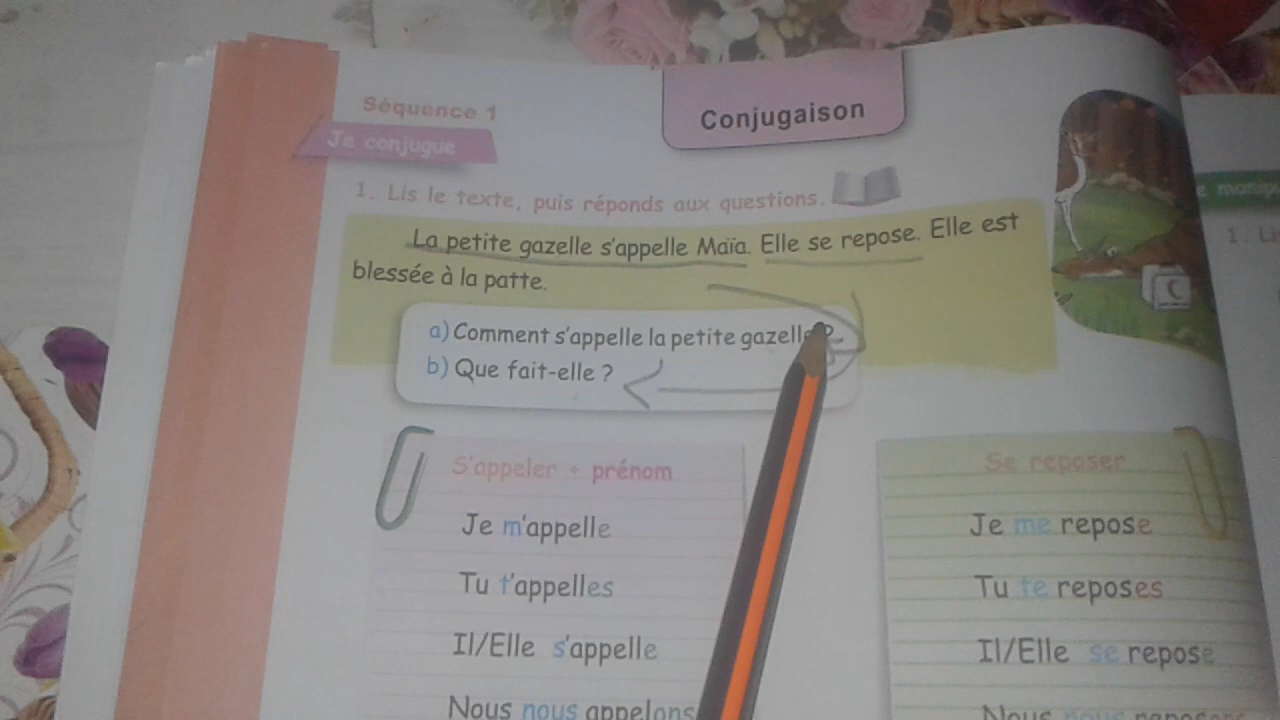 Séquence 1
Conjugaison
Je conjugue
1. Lis le texte, puis réponds aux questions.
La petite gazelle s'appelle Maïa. Elle se repose. Elle est
blessée à la patte.
a) Comment s'appelle la petite gazelle ?
b) Que fait-elle ?
S'appeler + prénom
Je m'appelle
Tu t'appelles
Il/Elle s'appelle
Nous nous appelons
Se reposer
Je me repose
Tu te reposes
Il/Elle se repose
Nous nous
1.